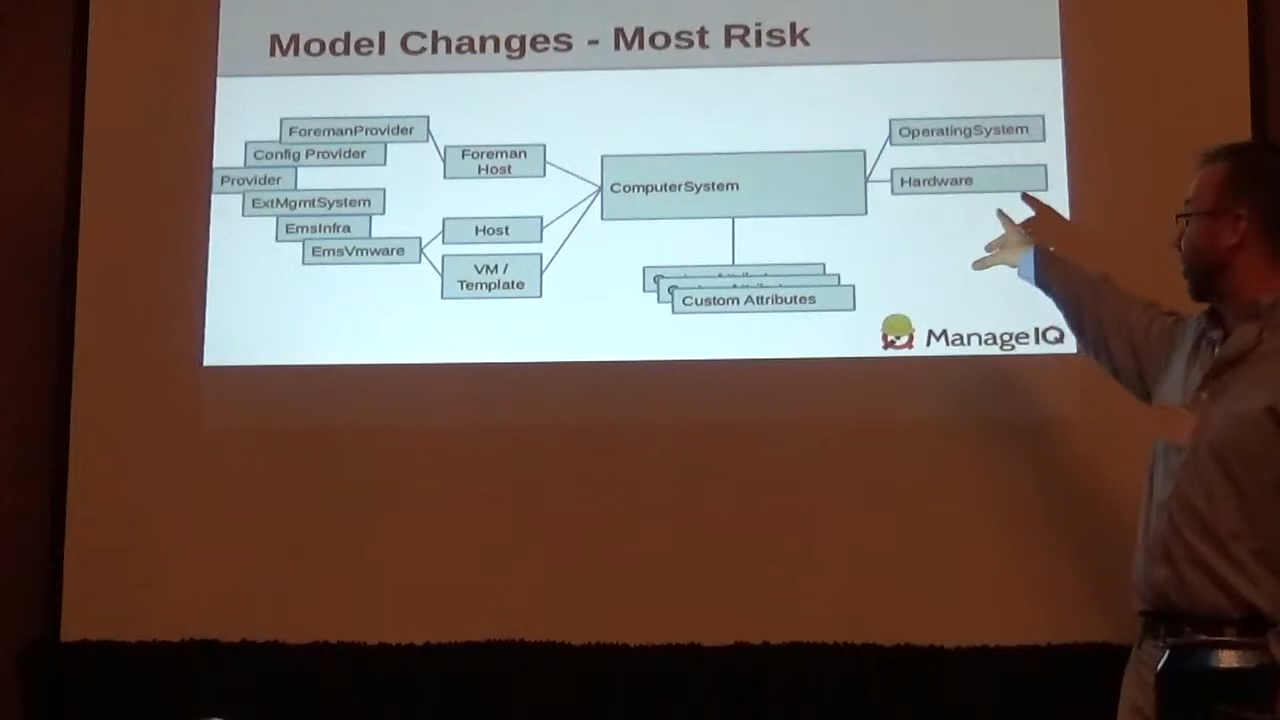 Model Changes - Most Risk
ForemanProvider
Config Provider
Provider
ExtMgmtSystem
EmsInfra
EmsVmware
Foreman
Host
Host
VM /
Template
ComputerSystem
OperatingSystem
Hardware
Custom Attributes
ManageIQ